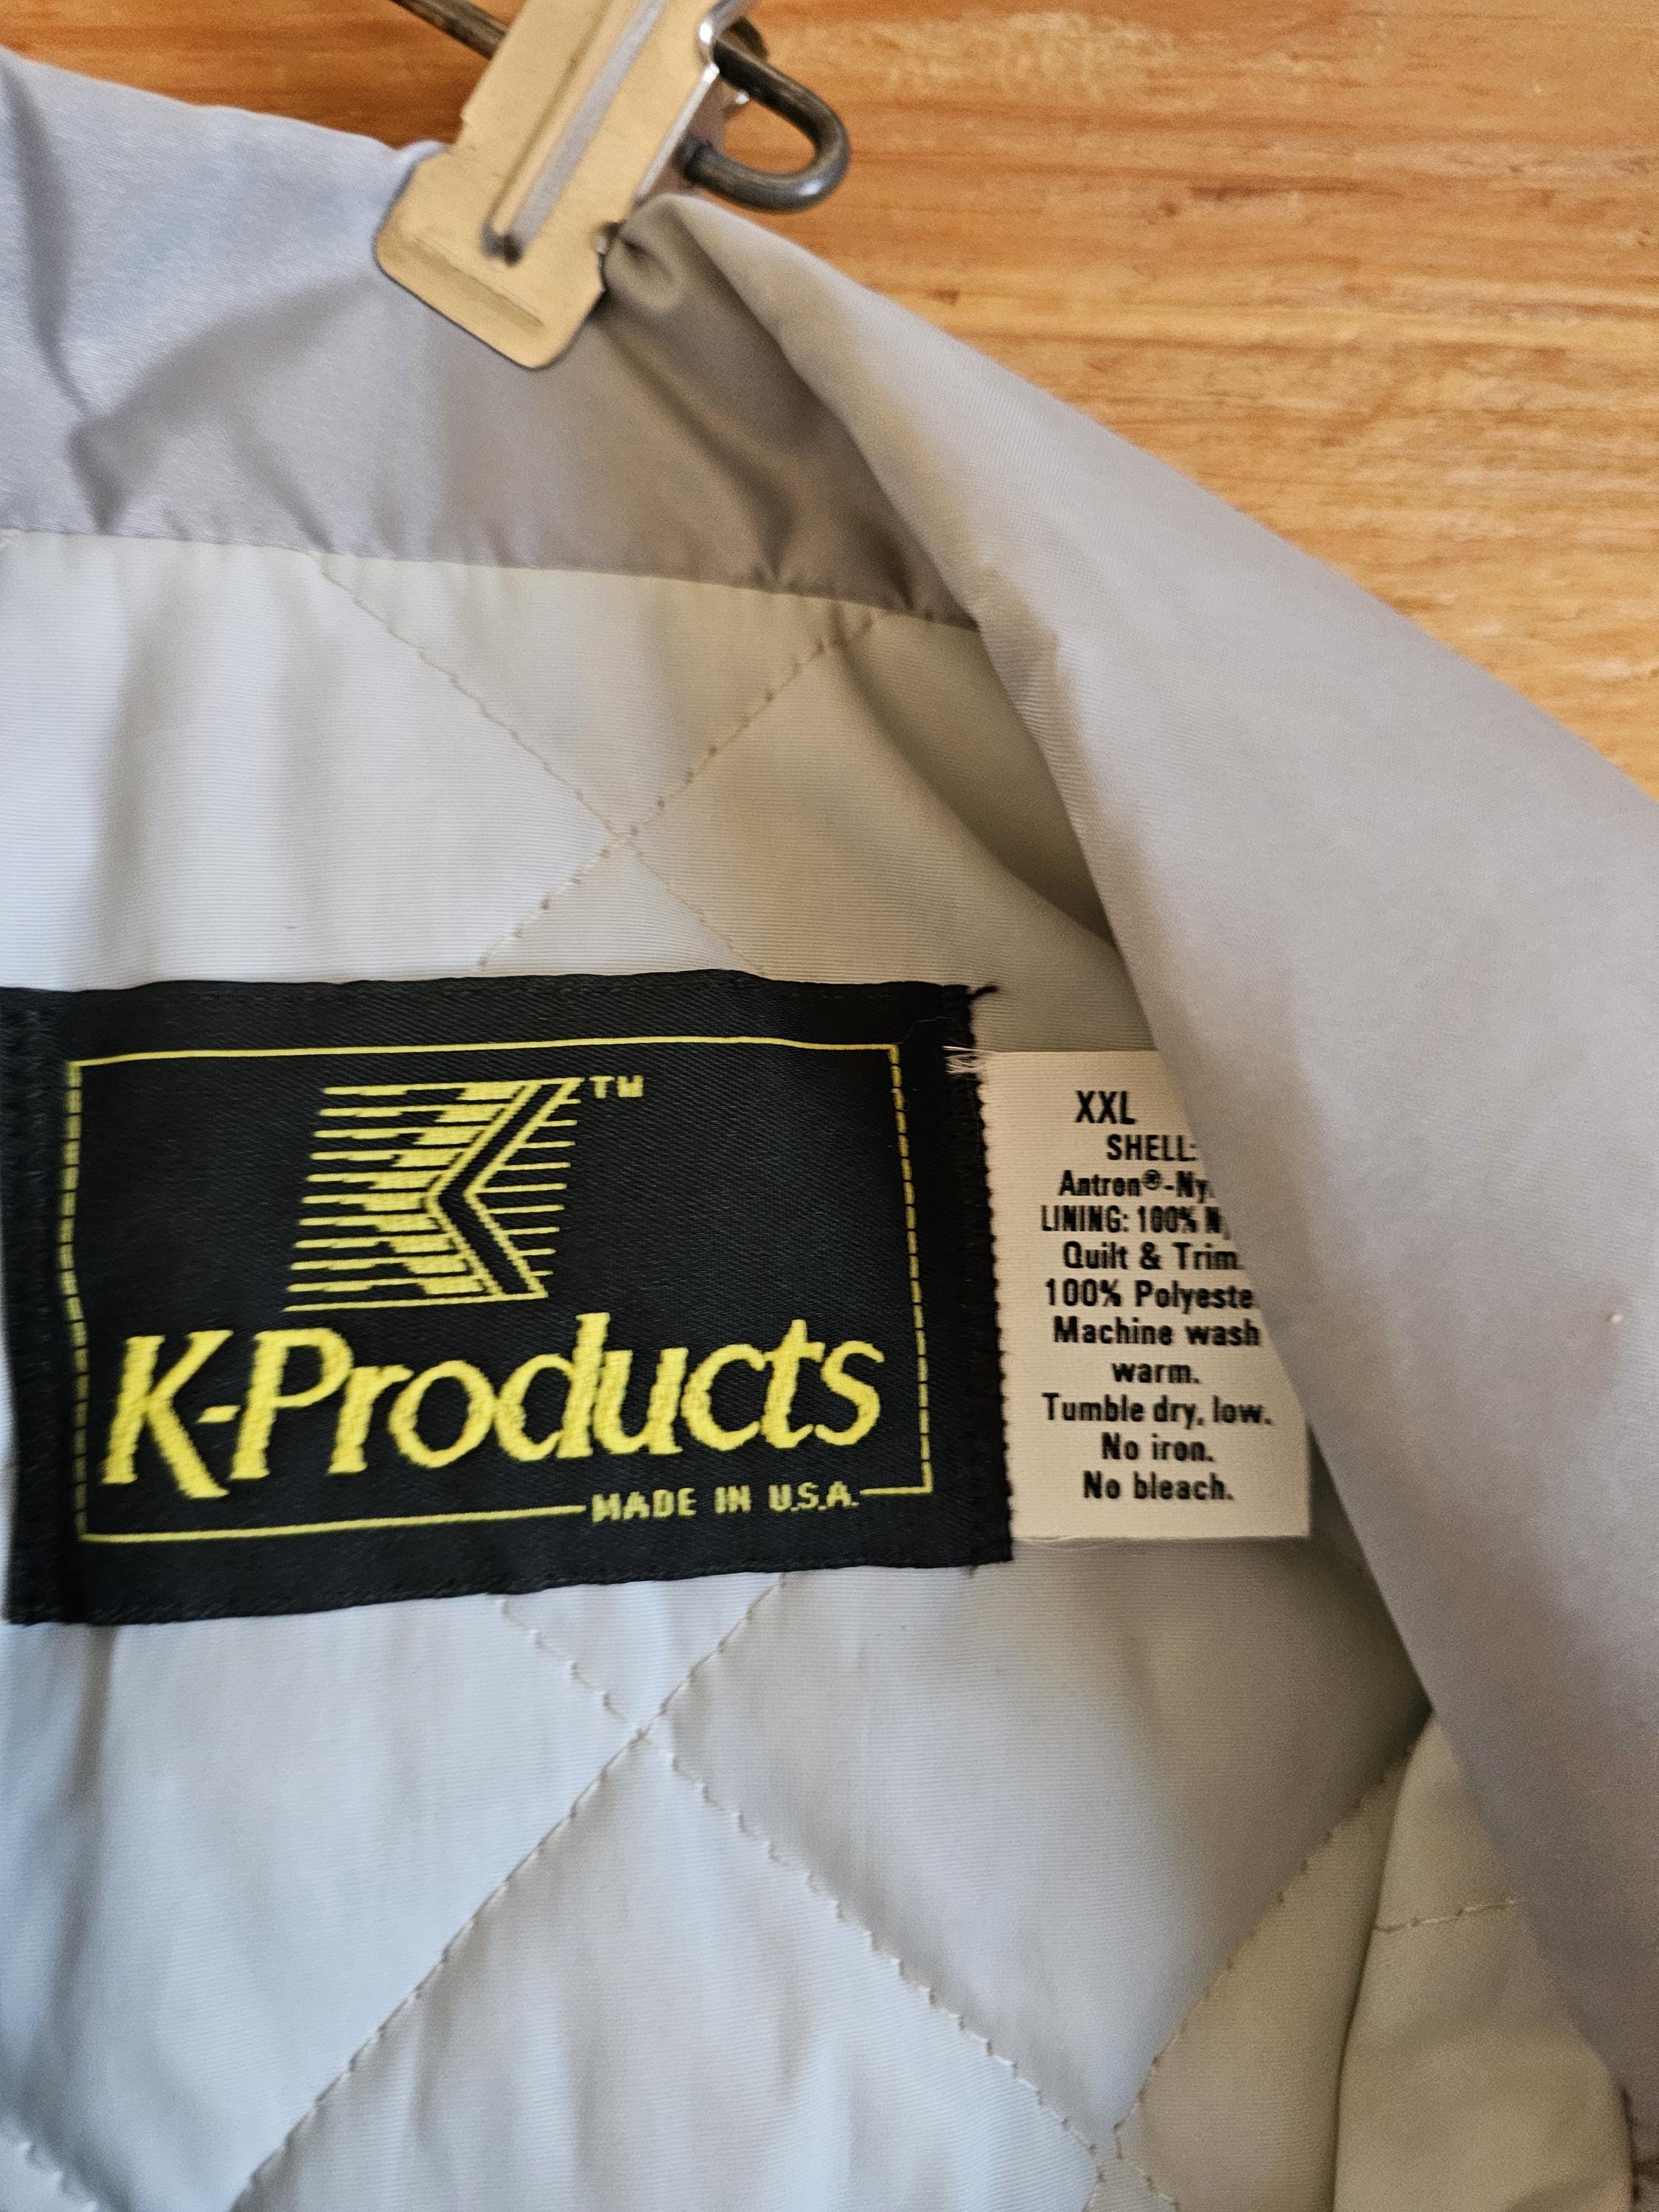 K TM
K-Products
MADE IN U.S.A.
XXL
SHELL:
Antron®-Ny
LINING: 100% N
Quilt & Trim
100% Polyeste
Machine wash
warm.
Tumble dry, low.
No iron.
No bleach.